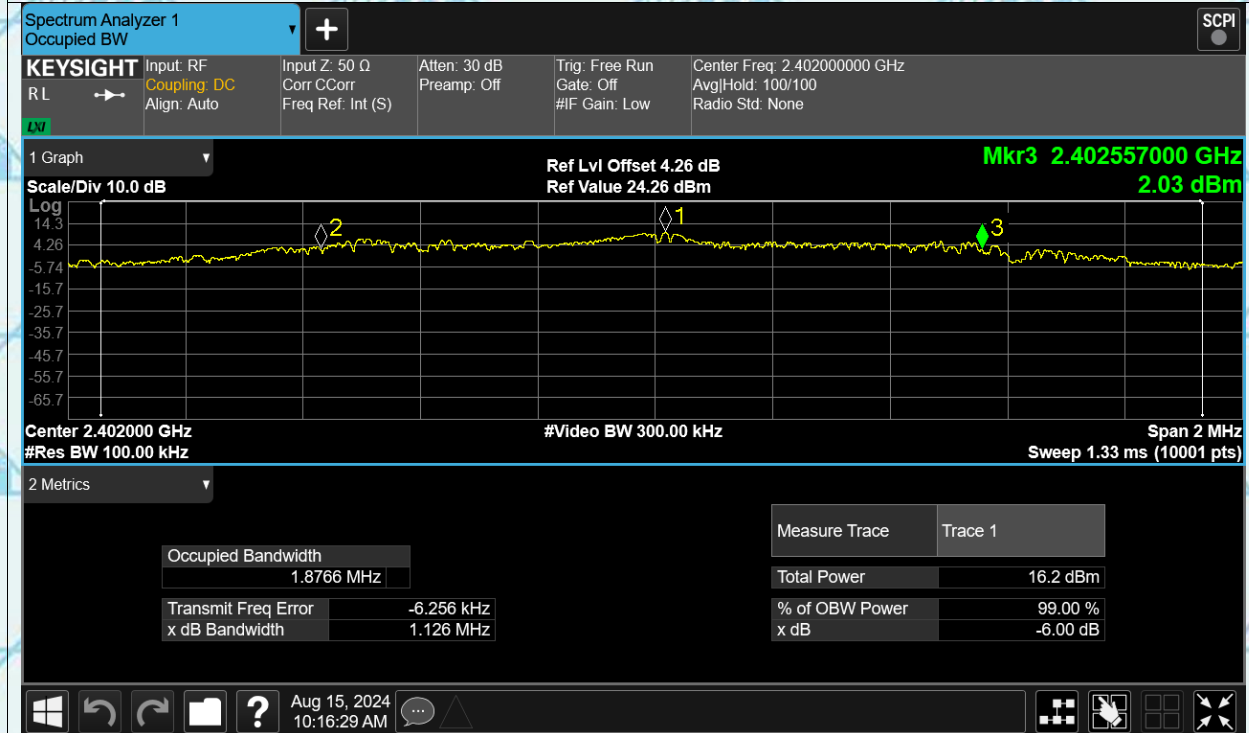 Spectrum Analyzer 1
Occupied BW
SCPI
KEYSIGHT
R L
LXI
Input: RF
Coupling: DC
Align: Auto
Input Z: 50 Ω
Corr CCorr
Freq Ref: Int (S)
Atten: 30 dB
Preamp: Off
Trig: Free Run
Gate: Off
#IF Gain: Low
Center Freq: 2.402000000 GHz
Avg|Hold: 100/100
Radio Std: None
1 Graph
Scale/Div 10.0 dB
Ref Lvl Offset 4.26 dB
Ref Value 24.26 dBm
Mkr3 2.402557000 GHz
2.03 dBm
Log
14.3
4.26
-5.74
-15.7
-25.7
-35.7
-45.7
-55.7
-65.7
2
1
3
Center 2.402000 GHz
#Res BW 100.00 kHz
#Video BW 300.00 kHz
Span 2 MHz
Sweep 1.33 ms (10001 pts)
2 Metrics
Occupied Bandwidth
1.8766 MHz
Transmit Freq Error -6.256 kHz
x dB Bandwidth 1.126 MHz
Measure Trace Trace 1
Total Power 16.2 dBm
% of OBW Power 99.00 %
x dB -6.00 dB
?
Aug 15, 2024
10:16:29 AM